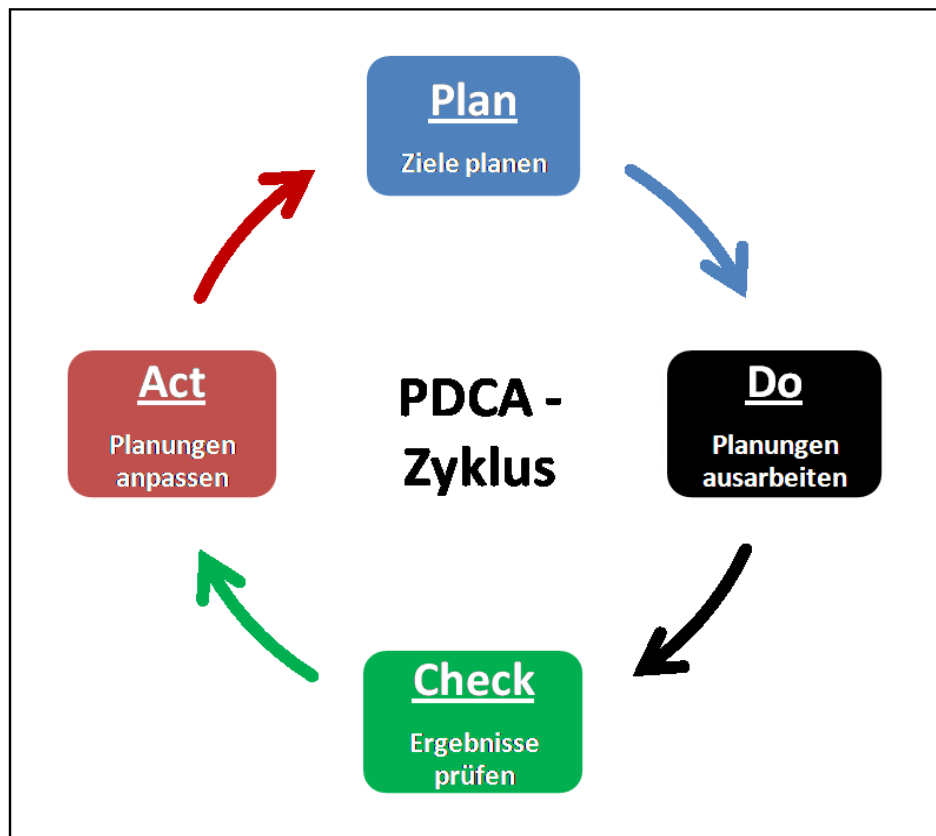 Plan
Ziele planen
Act
Planungen
anpassen
PDCA -
Zyklus
Do
Planungen
ausarbeiten
Check
Ergebnisse
prüfen